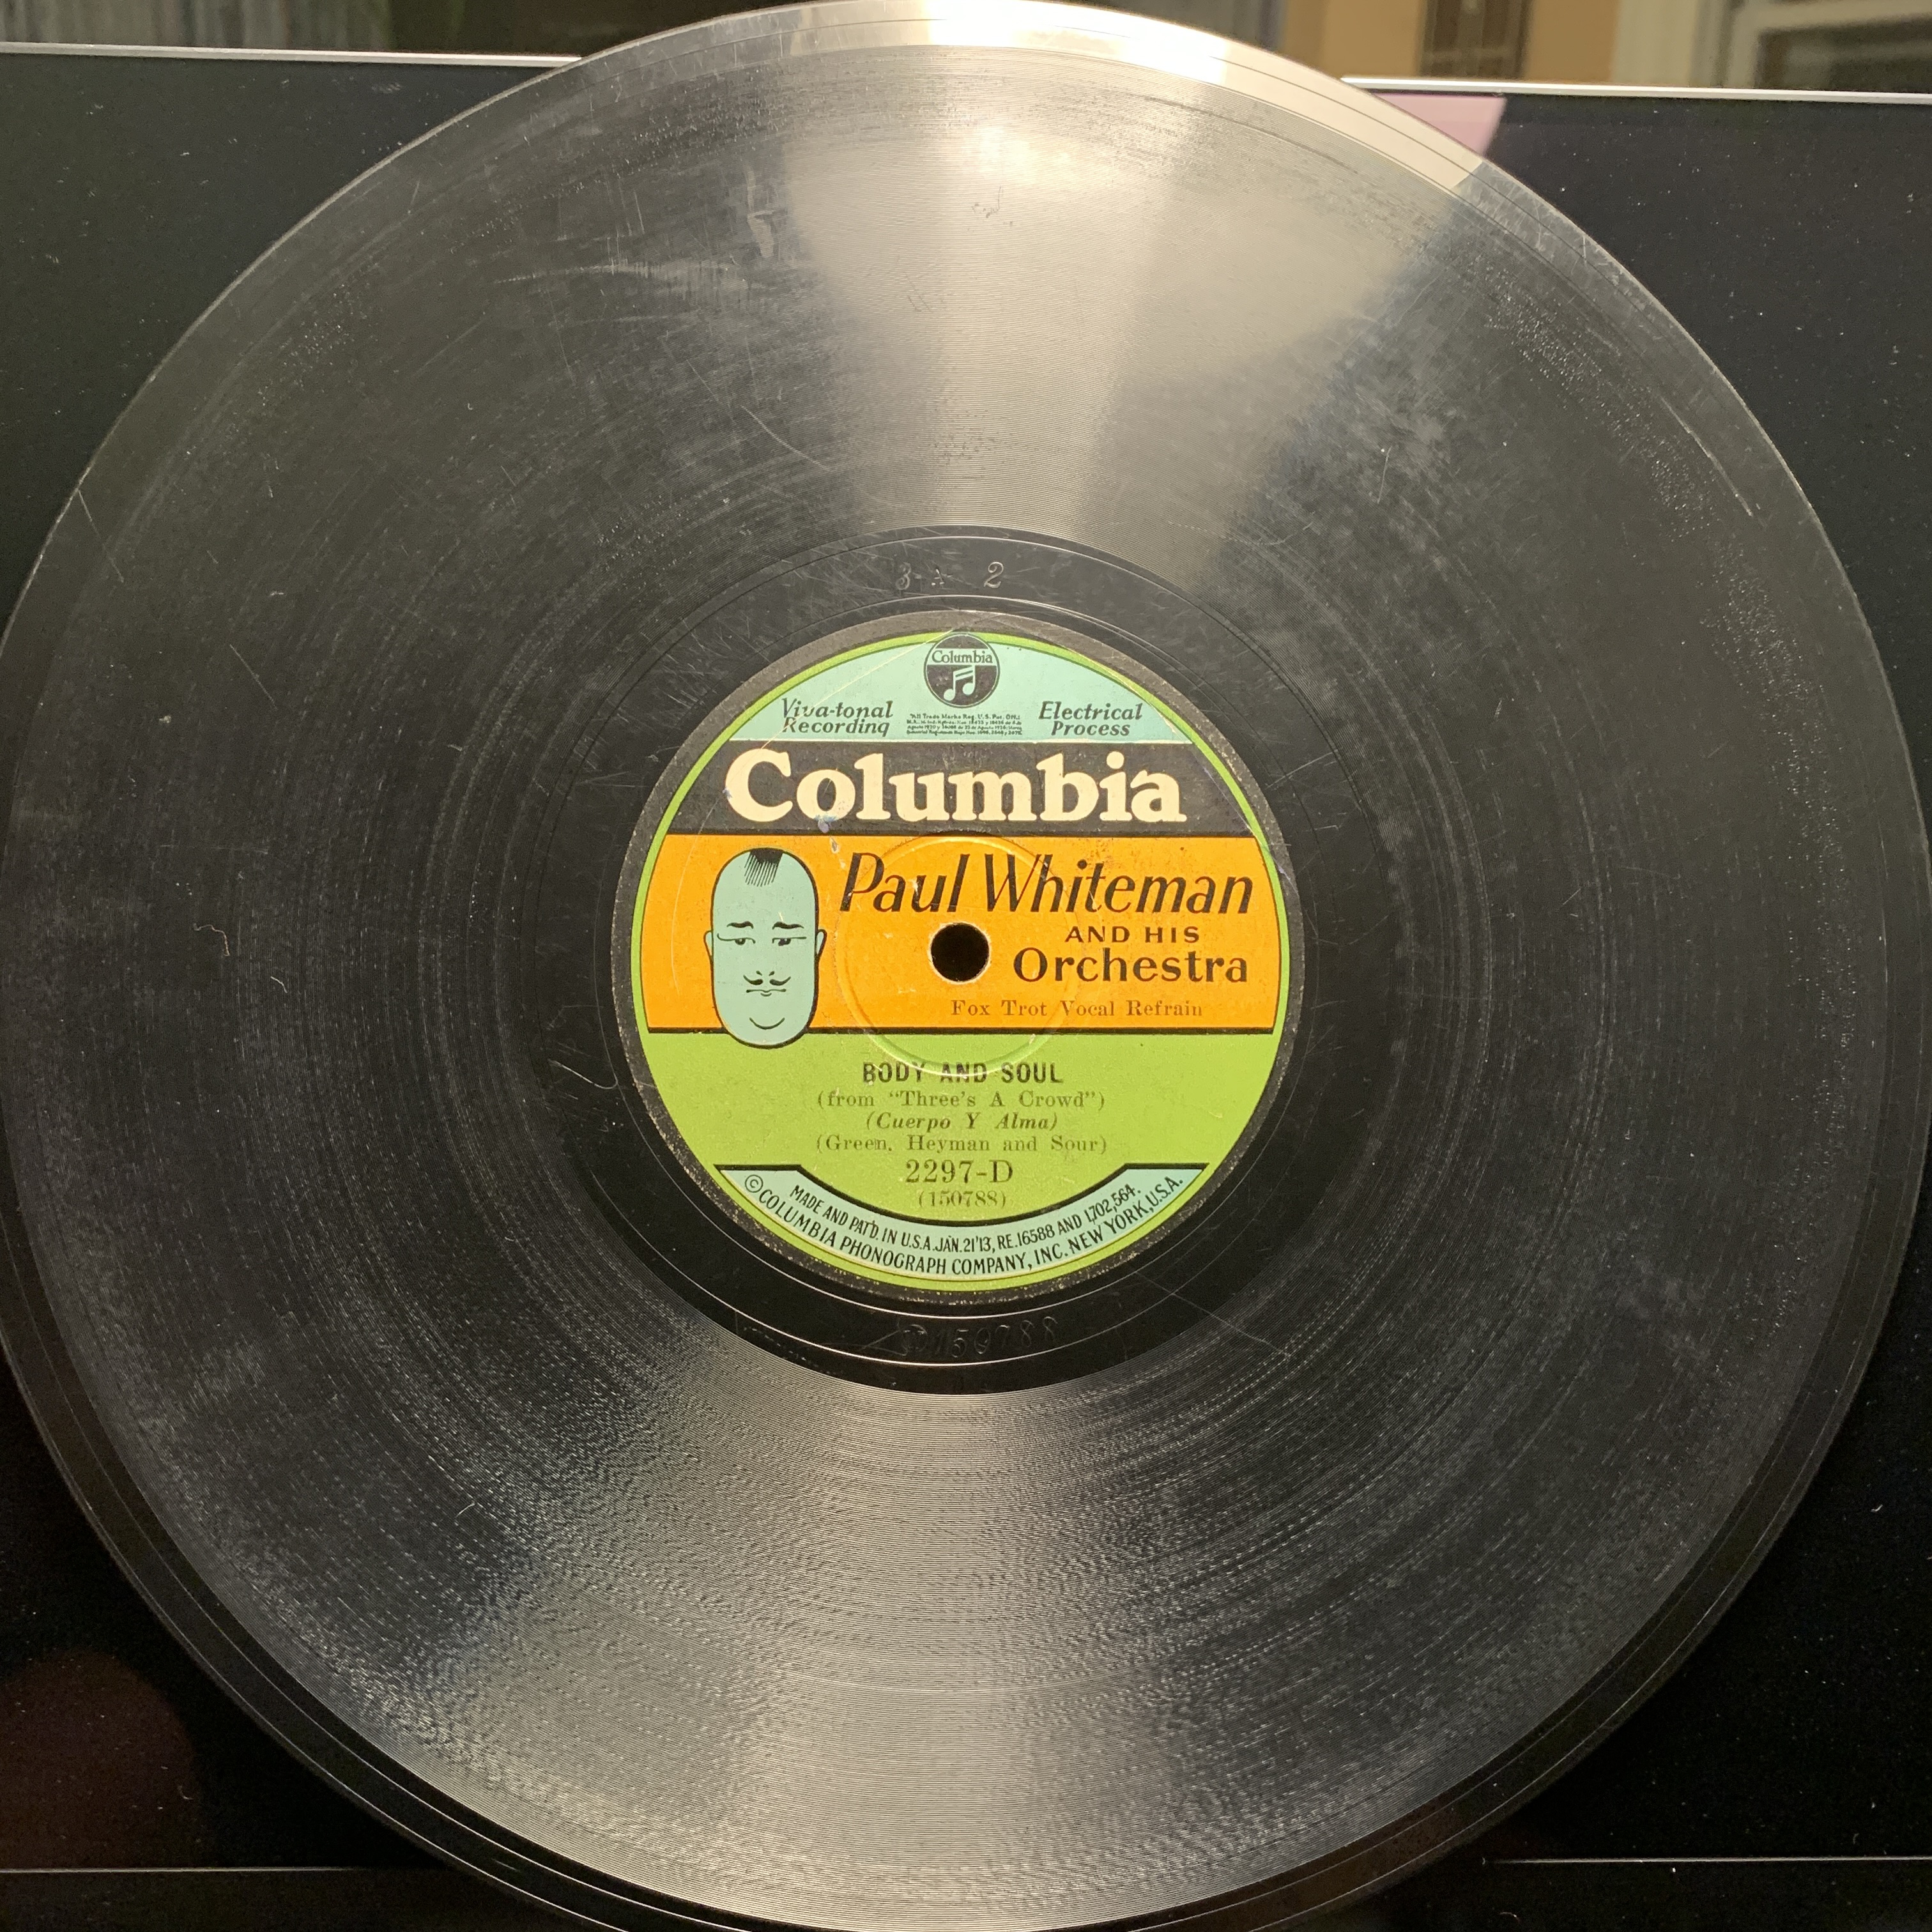 3 A 2
Columbia
Viva-tonal
Recording
Electrical
Process
Columbia
Paul Whiteman
AND HIS
Orchestra
Fox Trot Vocal Refrain
BODY AND SOUL
(from "Three's A Crowd")
(Cuerpo Y Alma)
(Green, Heyman and Sour)
2297-D
(150788)
MADE AND PAT'D. IN U.S.A. JAN. 21'13, RE. 16588 AND 1,702,564.
©COLUMBIA PHONOGRAPH COMPANY, INC. NEW YORK, U.S.A.
150788